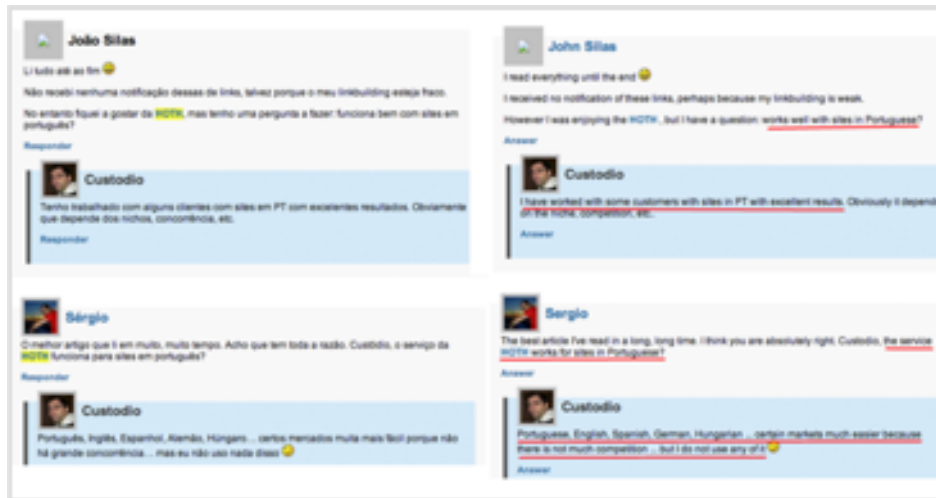 João Silas
Li tudo até ao fim
Não recebi nenhuma notificação dessas de links, talvez porque o meu linkbuilding esteja fraco.
No entanto fiquei a gostar da HOTH, mas tenho uma pergunta a fazer: funciona bem com sites em
português?
Responder
Custodio
Tenho trabalhado com alguns clientes com sites em PT com excelentes resultados. Obviamente
que depende dos nichos, concorrência, etc.
Responder
Sérgio
O melhor artigo que li em muito, muito tempo. Acho que tem toda a razão. Custódio, o serviço da
HOTH funciona para sites em português?
Responder
Custodio
Português, Inglês, Espanhol, Alemão, Húngaro... certos mercados muita mais fácil porque não
há grande concorrência... mas eu não uso nada disso
John Silas
I read everything until the end
I received no notification of these links, perhaps because my linkbuilding is weak.
However I was enjoying the HOTH , but I have a question: works well with sites in Portuguese?
Answer
Custodio
I have worked with some customers with sites in PT with excellent results. Obviously it depend
on the niche, competition, etc..
Answer
Sergio
The best article I've read in a long, long time. I think you are absolutely right. Custodio, the service
HOTH works for sites in Portuguese?
Answer
Custodio
Portuguese, English, Spanish, German, Hungarian ... certain markets much easier because
there is not much competition ... but I do not use any of it
Answer